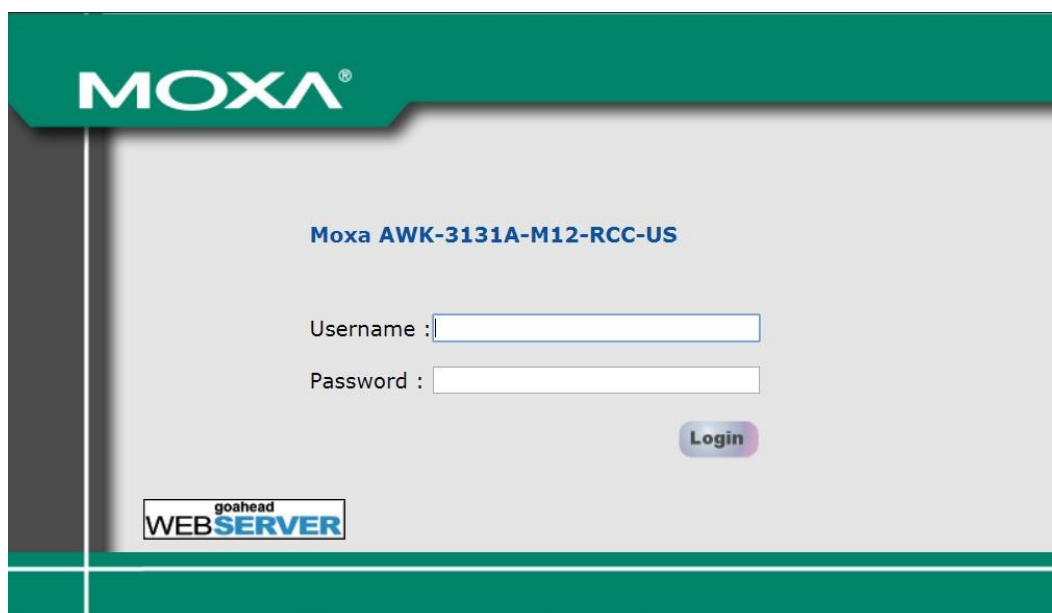 MOXA®
Moxa AWK-3131A-M12-RCC-US
Username :
Password :
Login
goahead
WEBSERVER